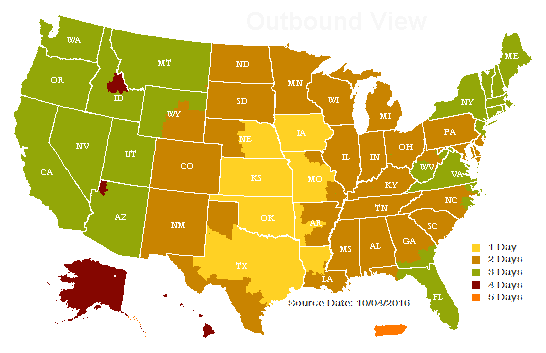 Outbound View
WA
ME
MT
ND
OR
MN
ID
WI
SD
NY
WY
MI
IA
PA
NE
NV
OH
UT
IL
IN
CO
WV
CA
VA
KS
MO
KY
NC
TN
OK
AZ
NM
AR
SC
MS
AL
GA
TX
LA
FL
1 Day
2 Days
3 Days
4 Days
5 Days
Source Date: 10/04/2016